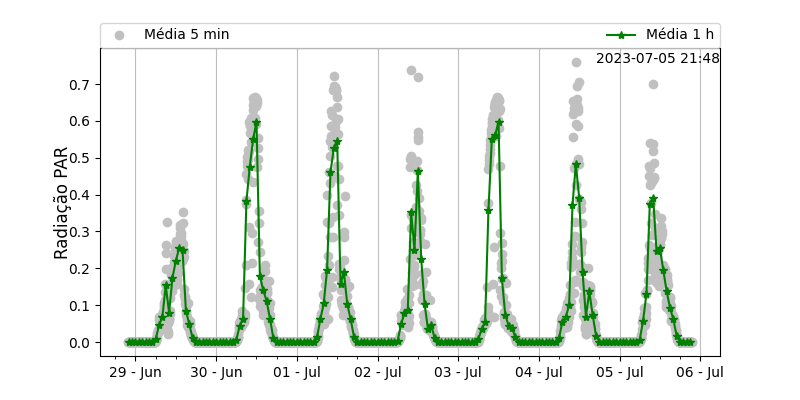 Média 5 min
Média 1 h
2023-07-05 21:48
Radiação PAR
0.7
0.6
0.5
0.4
0.3
0.2
0.1
0.0
29 - Jun
30 - Jun
01 - Jul
02 - Jul
03 - Jul
04 - Jul
05 - Jul
06 - Jul